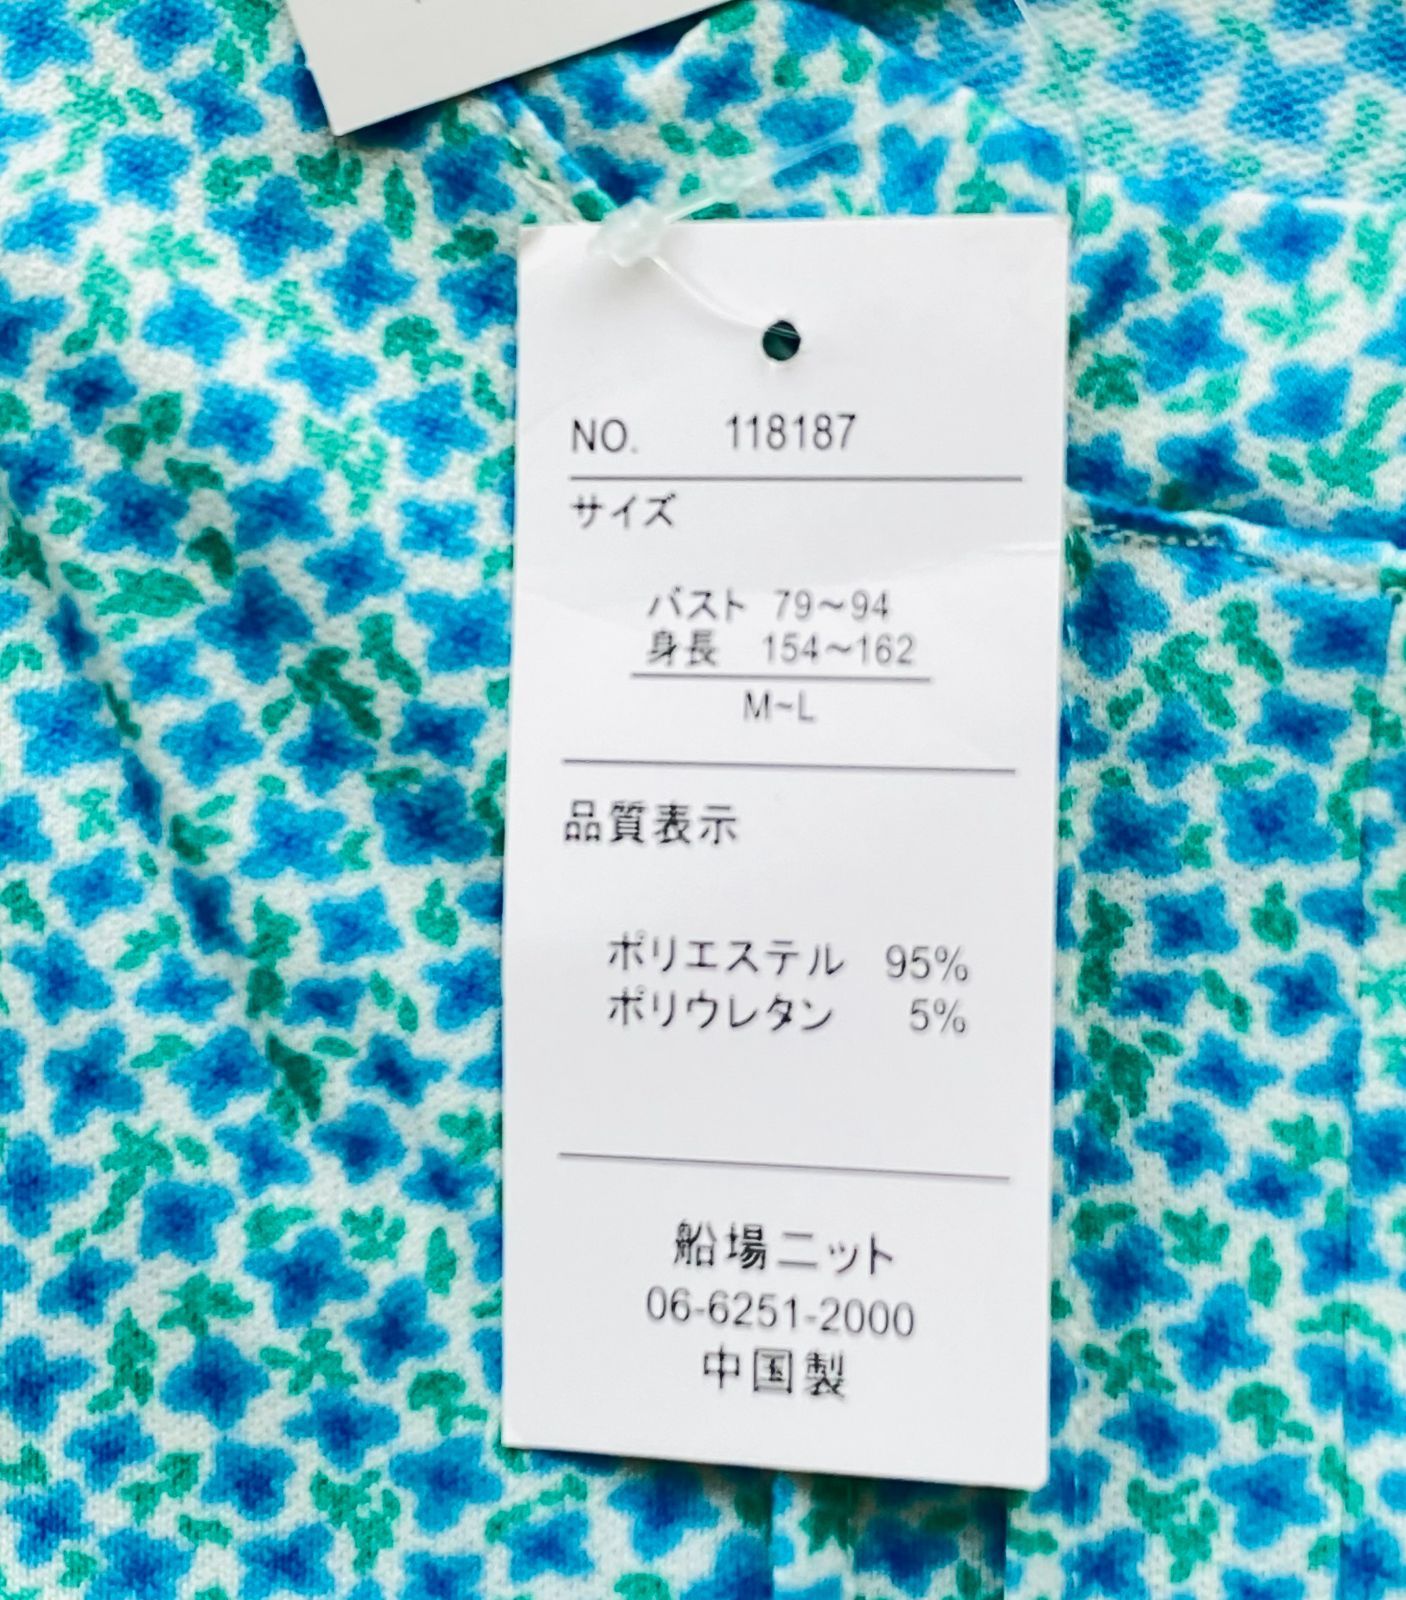 NO. 118187
サイズ
バスト 79～94
身長 154～162
M~L
品質表示
ポリエステル 95%
ポリウレタン 5%
船場ニット
06-6251-2000
中国製